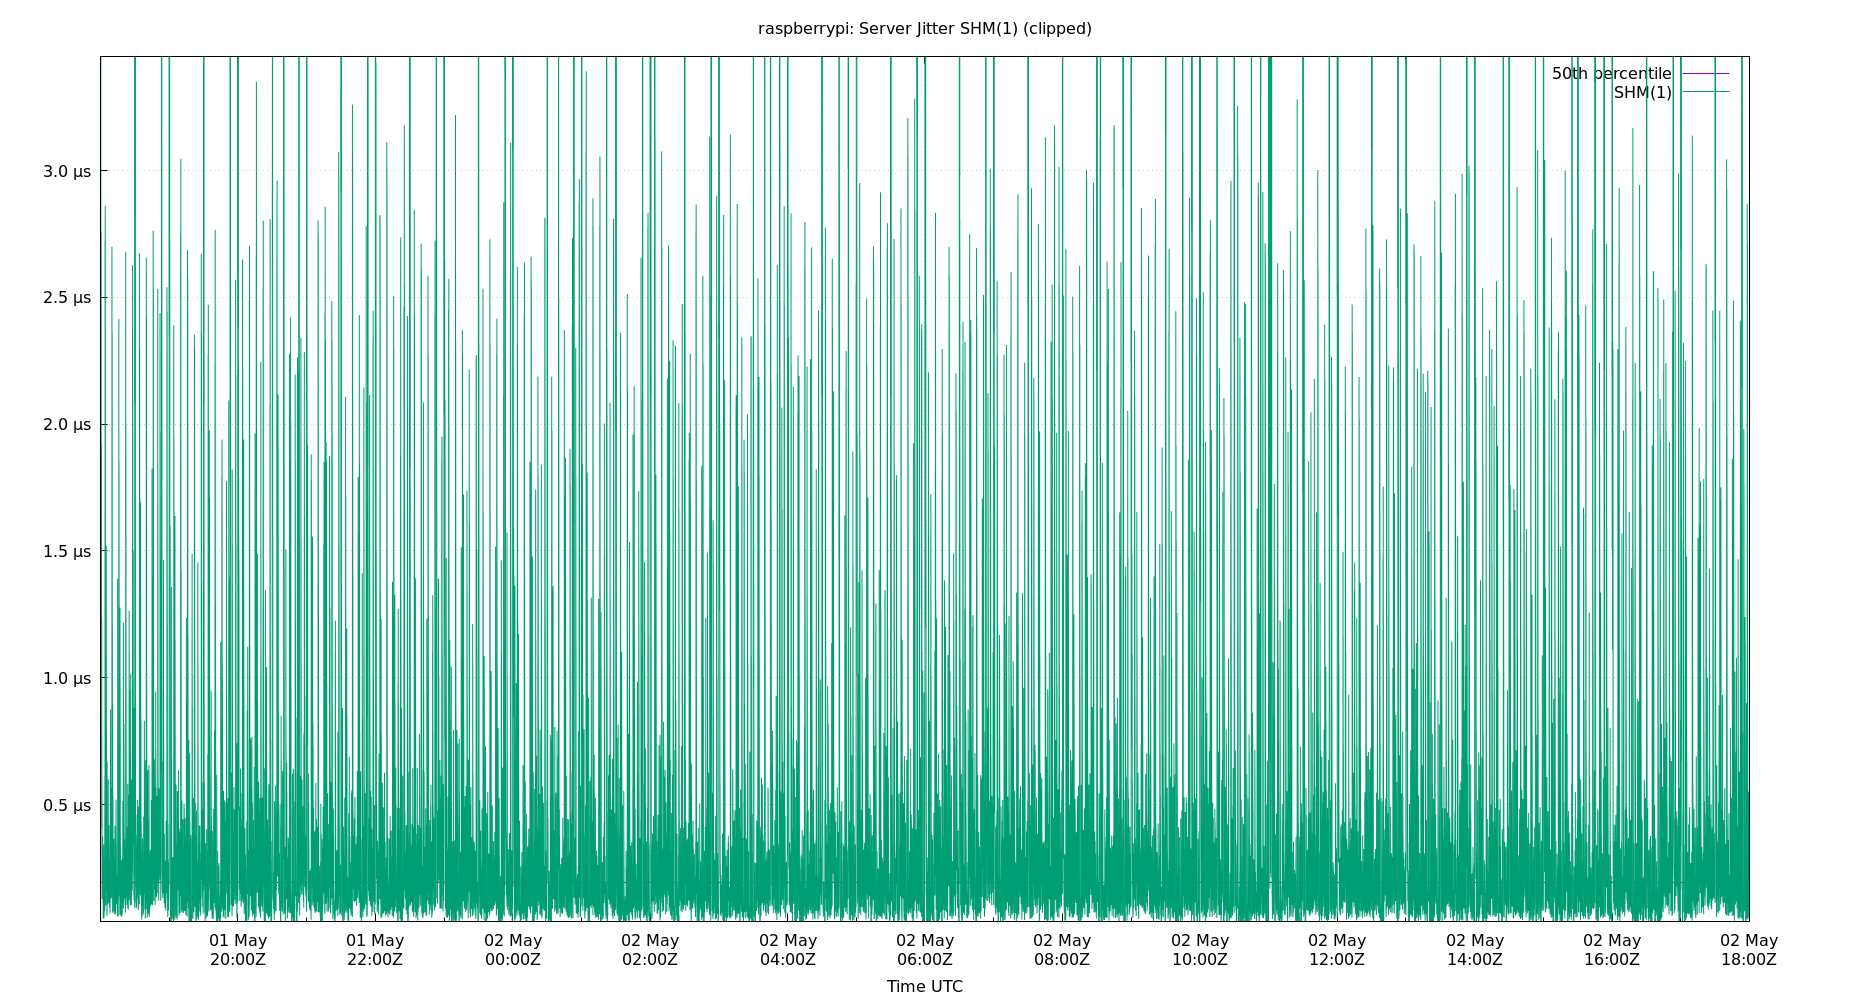 raspberrypi: Server Jitter SHM(1) (clipped)
50th percentile
SHM(1)
3.0 µs
2.5 µs
2.0 µs
1.5 µs
1.0 µs
0.5 µs
01 May 01 May 02 May 02 May 02 May 02 May 02 May 02 May 02 May 02 May 02 May 02 May
20:00Z 22:00Z 00:00Z 02:00Z 04:00Z 06:00Z 08:00Z 10:00Z 12:00Z 14:00Z 16:00Z 18:00Z
Time UTC